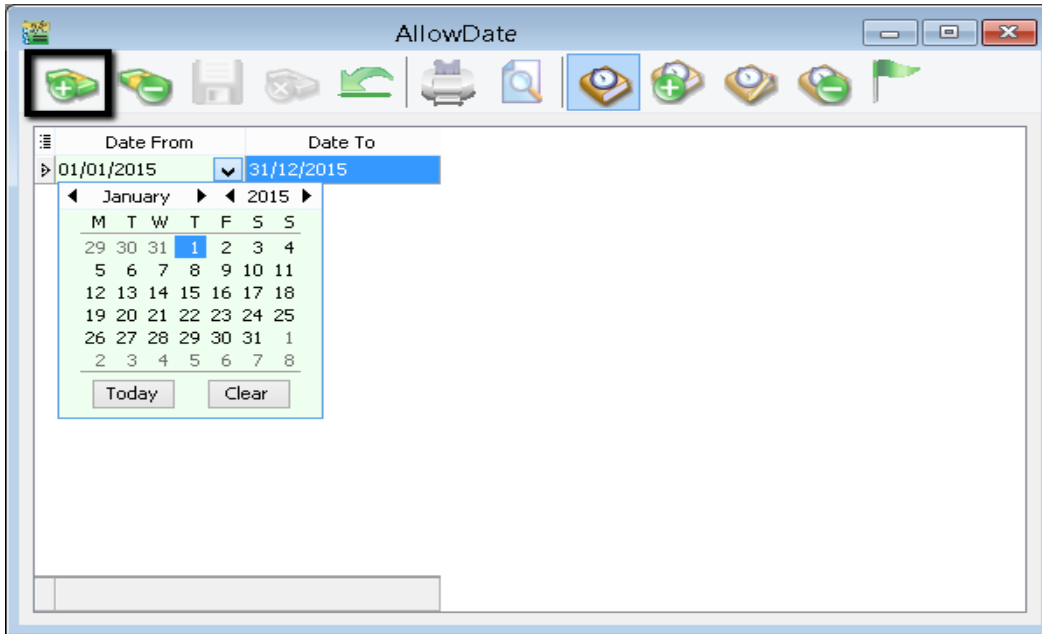 AllowDate
Date From Date To
01/01/2015 31/12/2015
January 2015
M T W T F S S
29 30 31 1 2 3 4
5 6 7 8 9 10 11
12 13 14 15 16 17 18
19 20 21 22 23 24 25
26 27 28 29 30 31 1
2 3 4 5 6 7 8
Today Clear